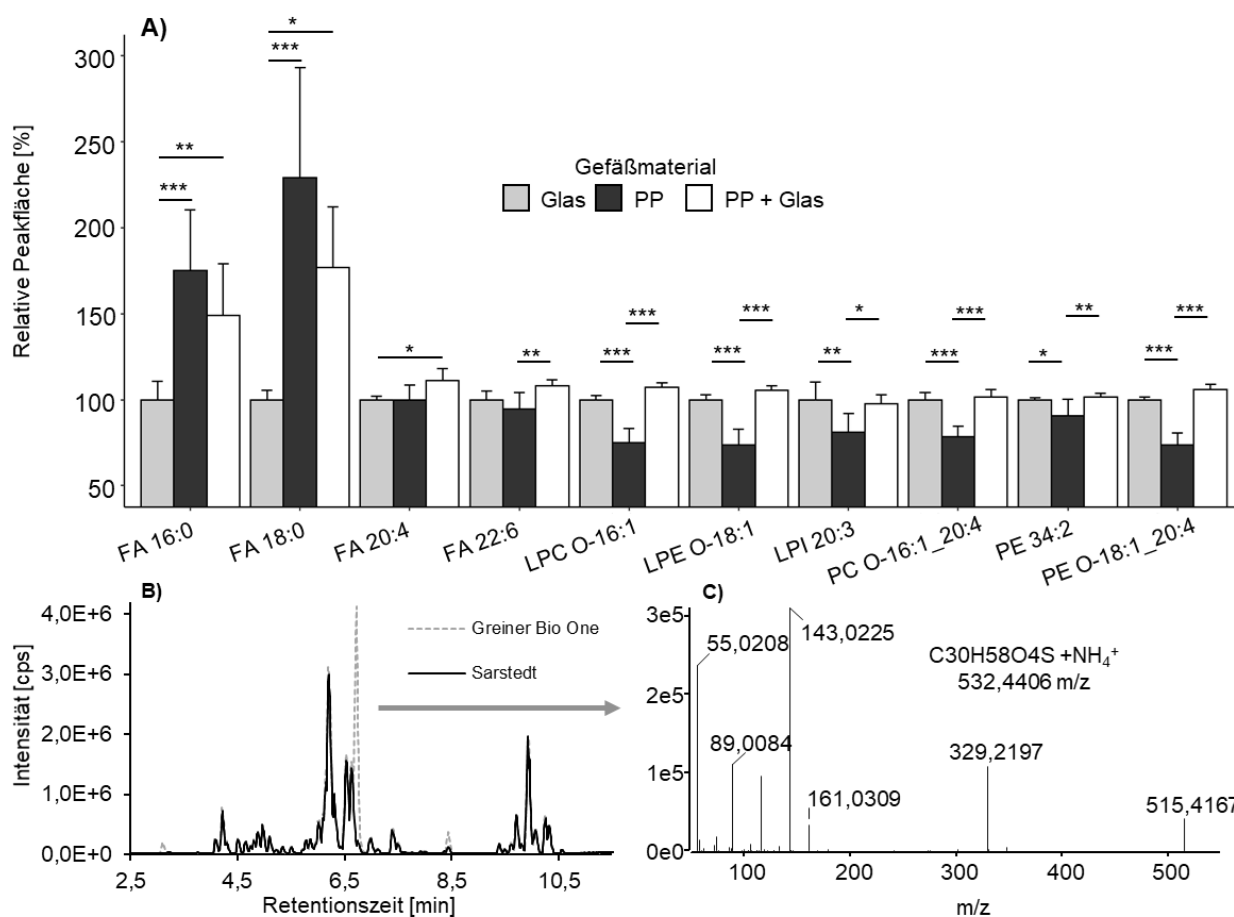 A)
Relative Peakfläche [%]
300
250
200
150
100
50
*
***
**
***
Gefäßmaterial
Glas PP PP + Glas
*
**
***
***
***
***
*
**
***
***
**
*
***
***
FA 16:0
FA 18:0
FA 20:4
FA 22:6
LPC O-16:1
LPE O-18:1
LPI 20:3
PC O-16:1_20:4
PE 34:2
PE O-18:1_20:4
B)
Intensität [cps]
4,0E+6
3,0E+6
2,0E+6
1,0E+6
0,0E+0
Greiner Bio One
Sarstedt
2,5 4,5 6,5 8,5 10,5
Retentionszeit [min]
C)
3e5
2e5
1e5
0e0
55,0208
143,0225
C30H58O4S +NH₄⁺
532,4406 m/z
89,0084
161,0309
329,2197
515,4167
100 200 300 400 500
m/z